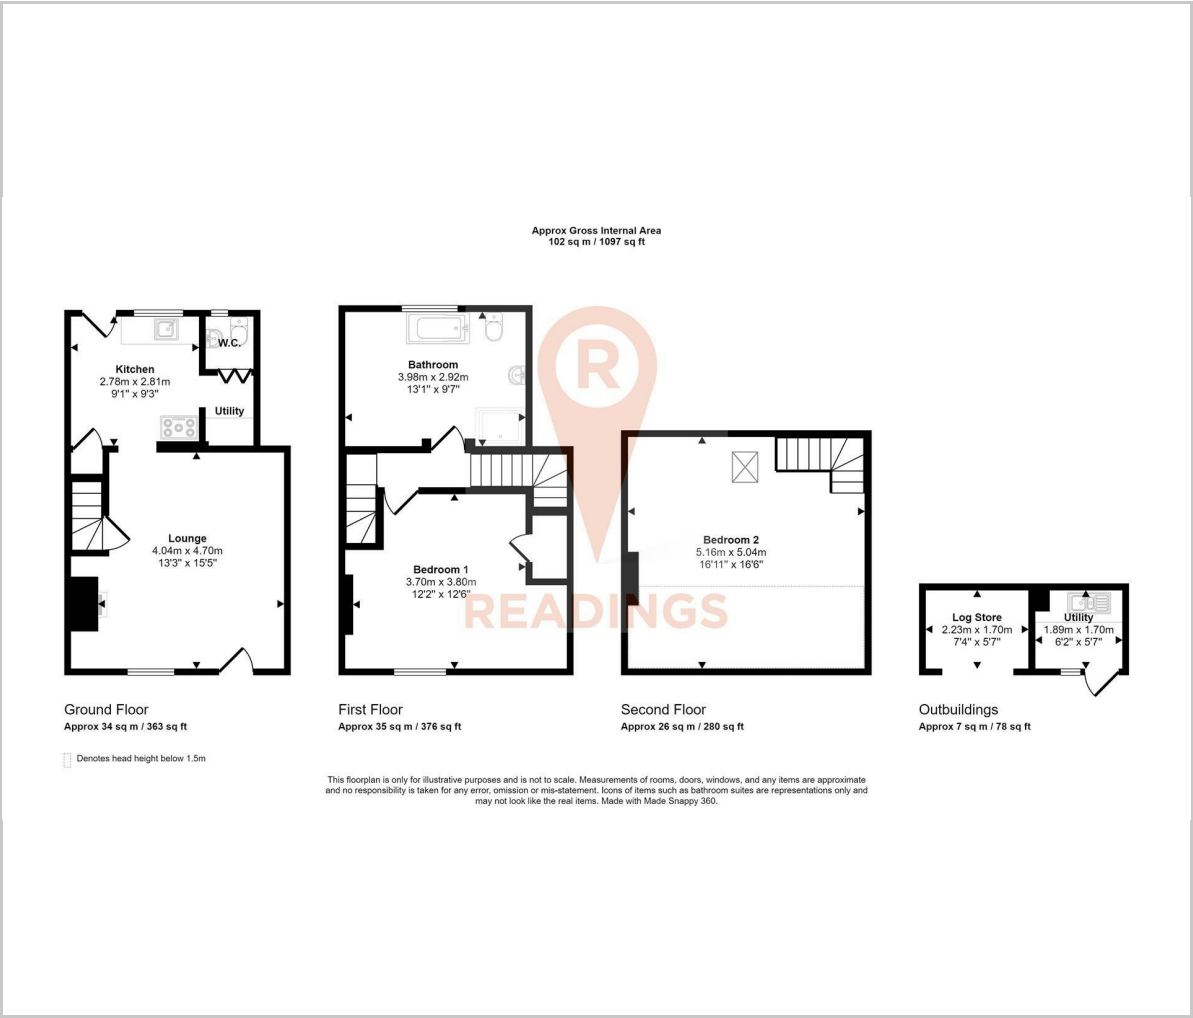 Approx Gross Internal Area
102 sq m / 1097 sq ft
W.C.
Kitchen
2.78m x 2.81m
9'1" x 9'3"
Utility
Lounge
4.04m x 4.70m
13'3" x 15'5"
Ground Floor
Approx 34 sq m / 363 sq ft
Denotes head height below 1.5m
Bathroom
3.98m x 2.92m
13'1" x 9'7"
Bedroom 1
3.70m x 3.80m
12'2" x 12'6"
First Floor
Approx 35 sq m / 376 sq ft
R
READINGS
Bedroom 2
5.16m x 5.04m
16'11" x 16'6"
Second Floor
Approx 26 sq m / 280 sq ft
Log Store
2.23m x 1.70m
7'4" x 5'7"
Utility
1.89m x 1.70m
6'2" x 5'7"
Outbuildings
Approx 7 sq m / 78 sq ft
This floorplan is only for illustrative purposes and is not to scale. Measurements of rooms, doors, windows, and any items are approximate
and no responsibility is taken for any error, omission or mis-statement. Icons of items such as bathroom suites are representations only and
may not look like the real items. Made with Made Snappy 360.